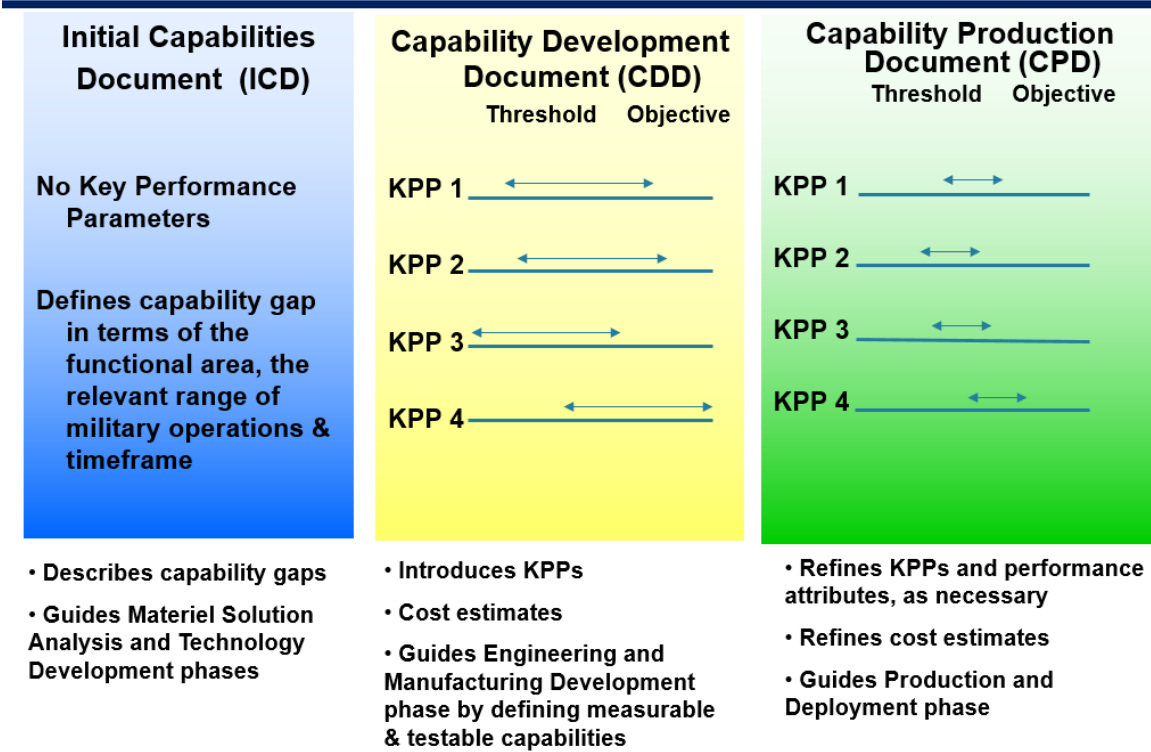 Initial Capabilities
Document (ICD)
No Key Performance
Parameters
Defines capability gap
in terms of the
functional area, the
relevant range of
military operations &
timeframe
• Describes capability gaps
• Guides Materiel Solution
Analysis and Technology
Development phases
Capability Development
Document (CDD)
Threshold Objective
KPP 1
KPP 2
KPP 3
KPP 4
• Introduces KPPs
• Cost estimates
• Guides Engineering and
Manufacturing Development
phase by defining measurable
& testable capabilities
Capability Production
Document (CPD)
Threshold Objective
KPP 1
KPP 2
KPP 3
KPP 4
• Refines KPPs and performance
attributes, as necessary
• Refines cost estimates
• Guides Production and
Deployment phase